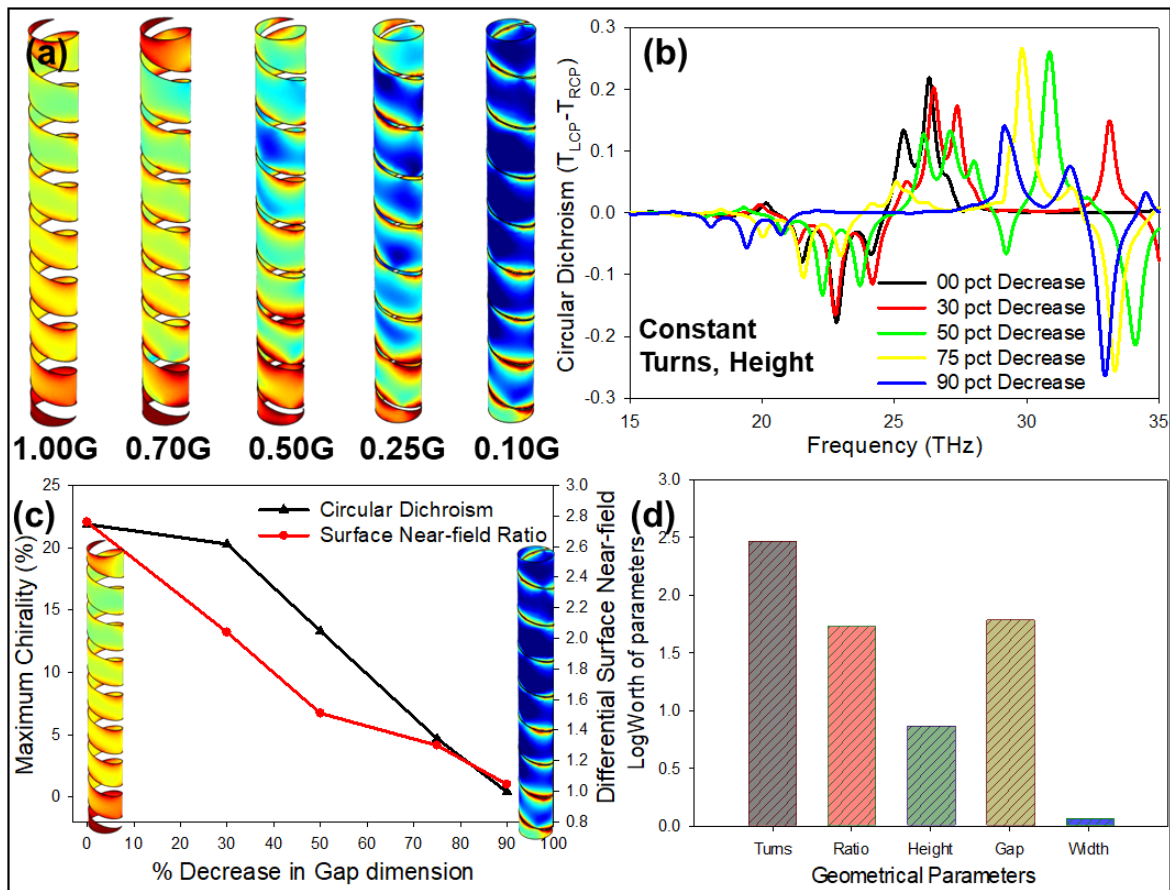 (a)
1.00G 0.70G 0.50G 0.25G 0.10G
(b)
Circular Dichroism (T_LCP-T_RCP)
0.3
0.2
0.1
0.0
-0.1
-0.2
-0.3
Constant
Turns, Height
00 pct Decrease
30 pct Decrease
50 pct Decrease
75 pct Decrease
90 pct Decrease
15 20 25 30 35
Frequency (THz)
(c)
Maximum Chirality (%)
25
20
15
10
5
0
Circular Dichroism
Surface Near-field Ratio
3.0
2.8
2.6
2.4
2.2
2.0
1.8
1.6
1.4
1.2
1.0
0.8
Differential Surface Near-field
0 10 20 30 40 50 60 70 80 90 100
% Decrease in Gap dimension
(d)
LogWorth of parameters
3.0
2.5
2.0
1.5
1.0
0.5
0.0
Turns Ratio Height Gap Width
Geometrical Parameters